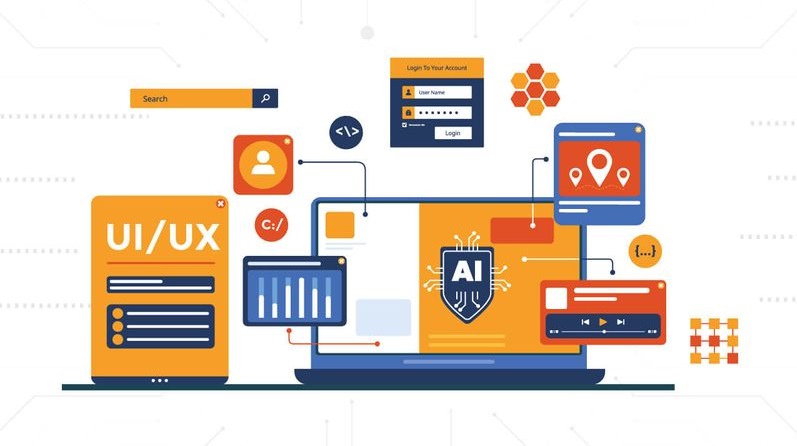 Login To Your Account
User Name
Search
Login
</>
UI/UX
C:/
AI
{...}